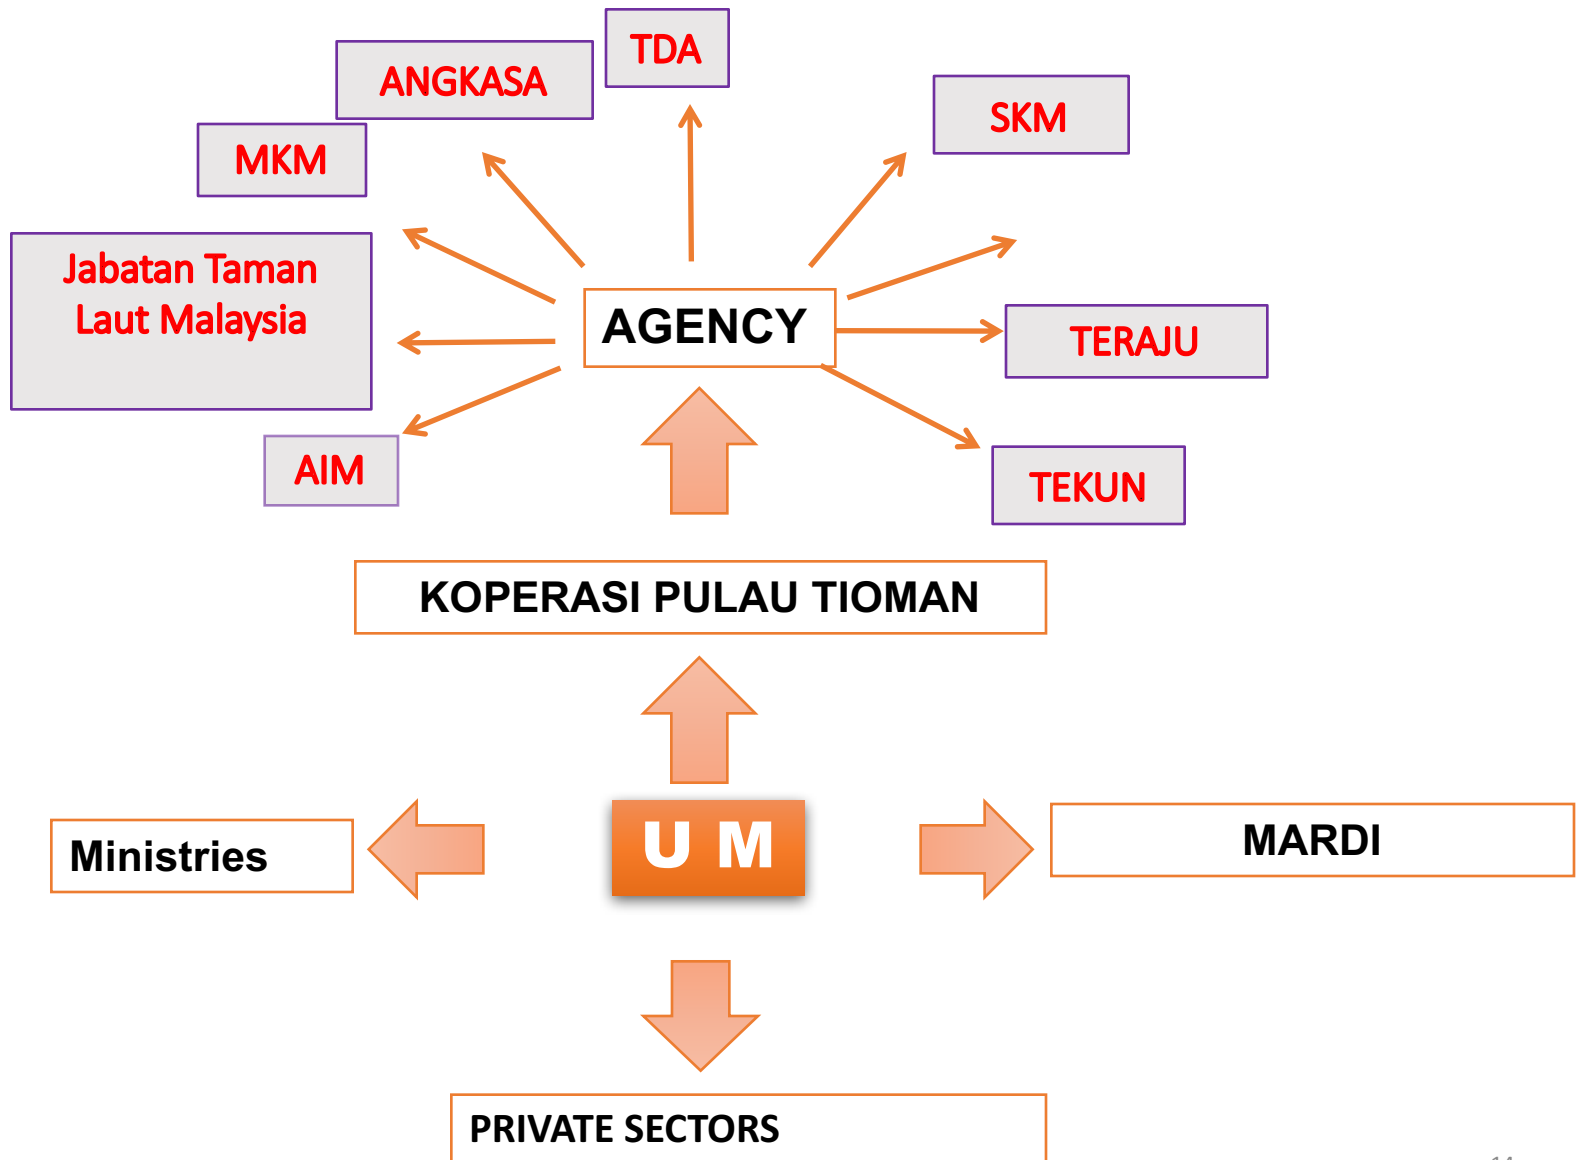 TDA
ANGKASA
SKM
MKM
Jabatan Taman
Laut Malaysia
AGENCY
TERAJU
AIM
TEKUN
KOPERASI PULAU TIOMAN
U M
Ministries
MARDI
PRIVATE SECTORS